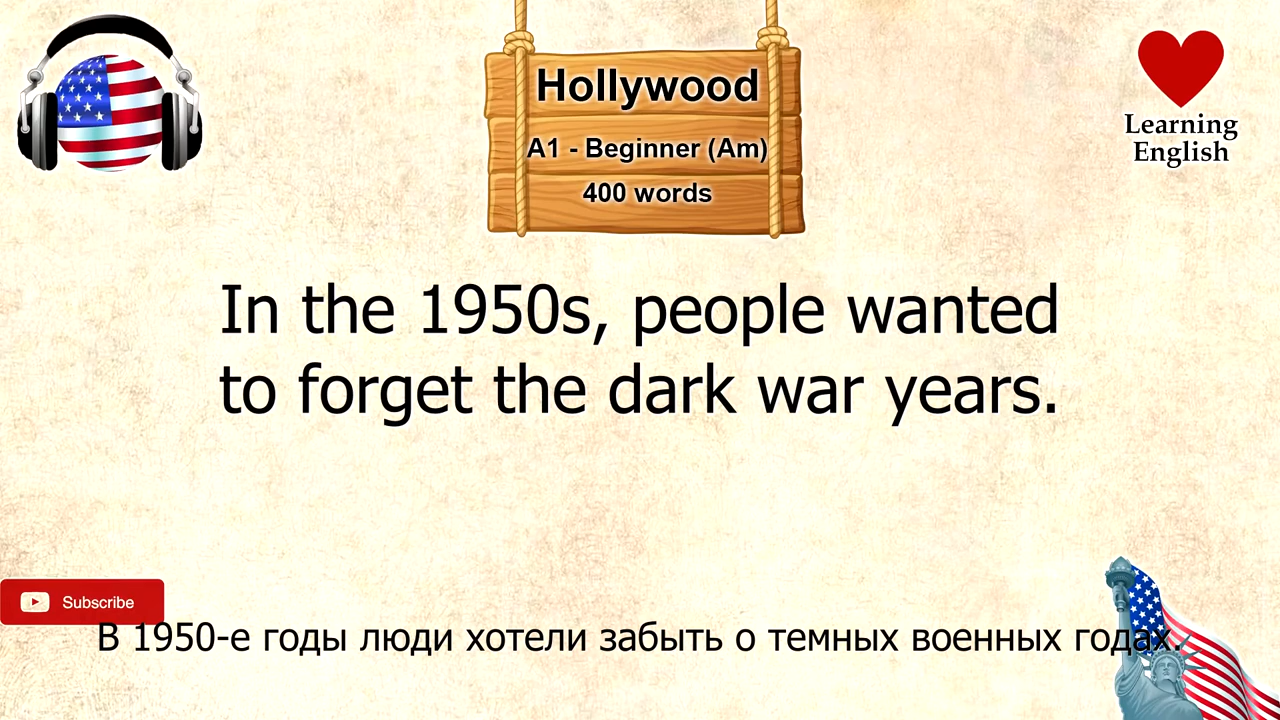 Hollywood
A1 - Beginner (Am)
400 words
Learning
English
In the 1950s, people wanted
to forget the dark war years.
Subscribe
В 1950-е годы люди хотели забыть о темных военных годах.